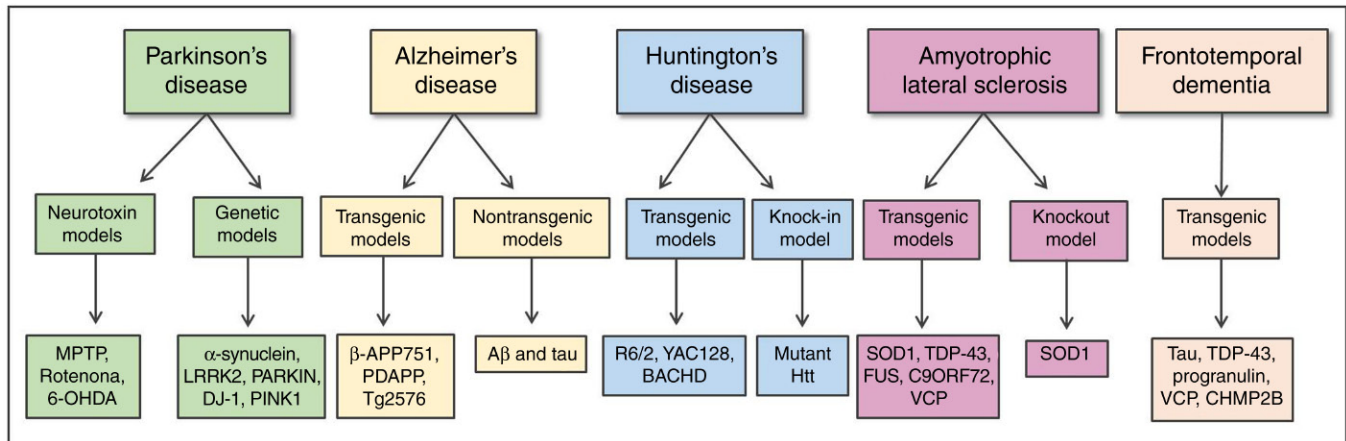 Parkinson's
disease
Alzheimer's
disease
Huntington's
disease
Amyotrophic
lateral sclerosis
Frontotemporal
dementia
Neurotoxin
models
Genetic
models
Transgenic
models
Nontransgenic
models
Transgenic
models
Knock-in
model
Transgenic
models
Knockout
model
Transgenic
models
MPTP,
Rotenona,
6-OHDA
α-synuclein,
LRRK2, PARKIN,
DJ-1, PINK1
β-APP751,
PDAPP,
Tg2576
Aβ and tau
R6/2, YAC128,
BACHD
Mutant
Htt
SOD1, TDP-43,
FUS, C9ORF72,
VCP
SOD1
Tau, TDP-43,
progranulin,
VCP, CHMP2B